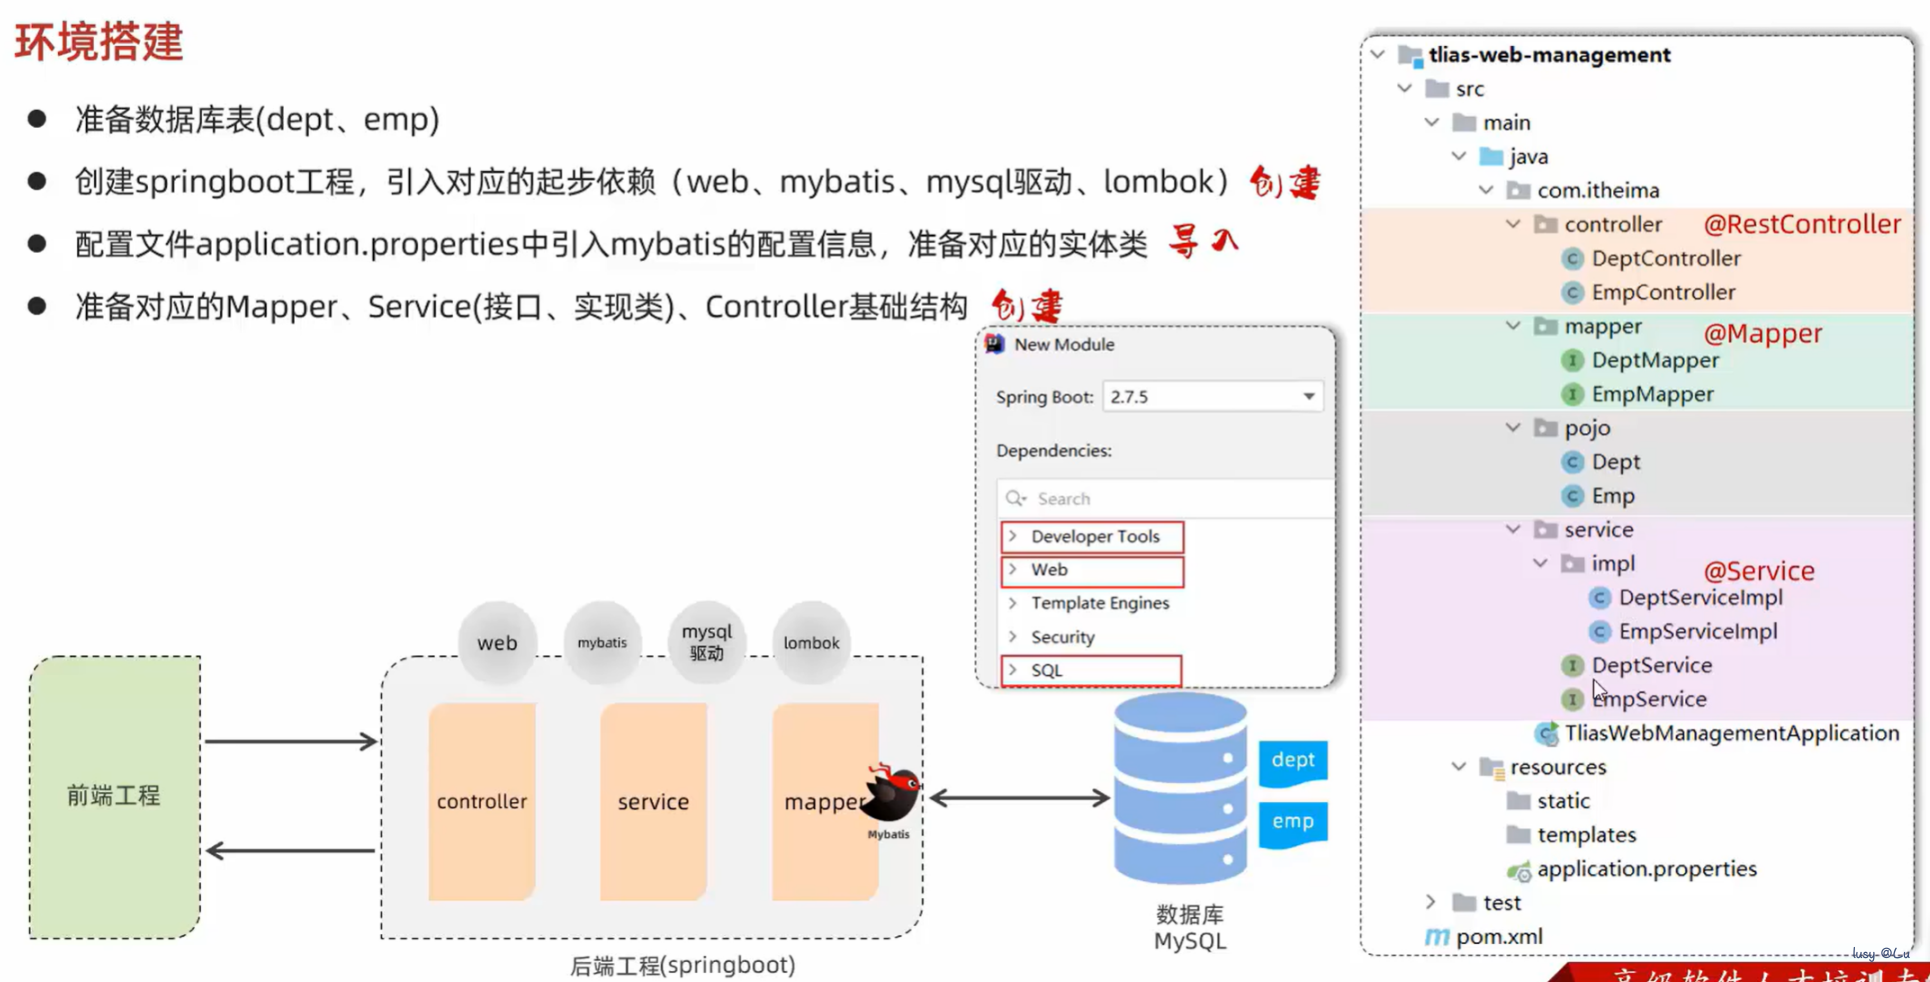 环境搭建
准备数据库表(dept、emp)
创建springboot工程，引入对应的起步依赖（web、mybatis、mysql驱动、lombok）创建
配置文件application.properties中引入mybatis的配置信息，准备对应的实体类 导入
准备对应的Mapper、Service(接口、实现类)、Controller基础结构 创建
New Module
Spring Boot: 2.7.5
Dependencies:
Search
Developer Tools
Web
Template Engines
Security
SQL
web
mybatis
mysql
驱动
lombok
前端工程
controller
service
mapper
Mybatis
后端工程(springboot)
dept
emp
数据库
MySQL
tlias-web-management
src
main
java
com.itheima
controller @RestController
DeptController
EmpController
mapper @Mapper
DeptMapper
EmpMapper
pojo
Dept
Emp
service
impl @Service
DeptServiceImpl
EmpServiceImpl
DeptService
EmpService
TliasWebManagementApplication
resources
static
templates
application.properties
test
pom.xml
lusy @Lu
高级软件人才培训专